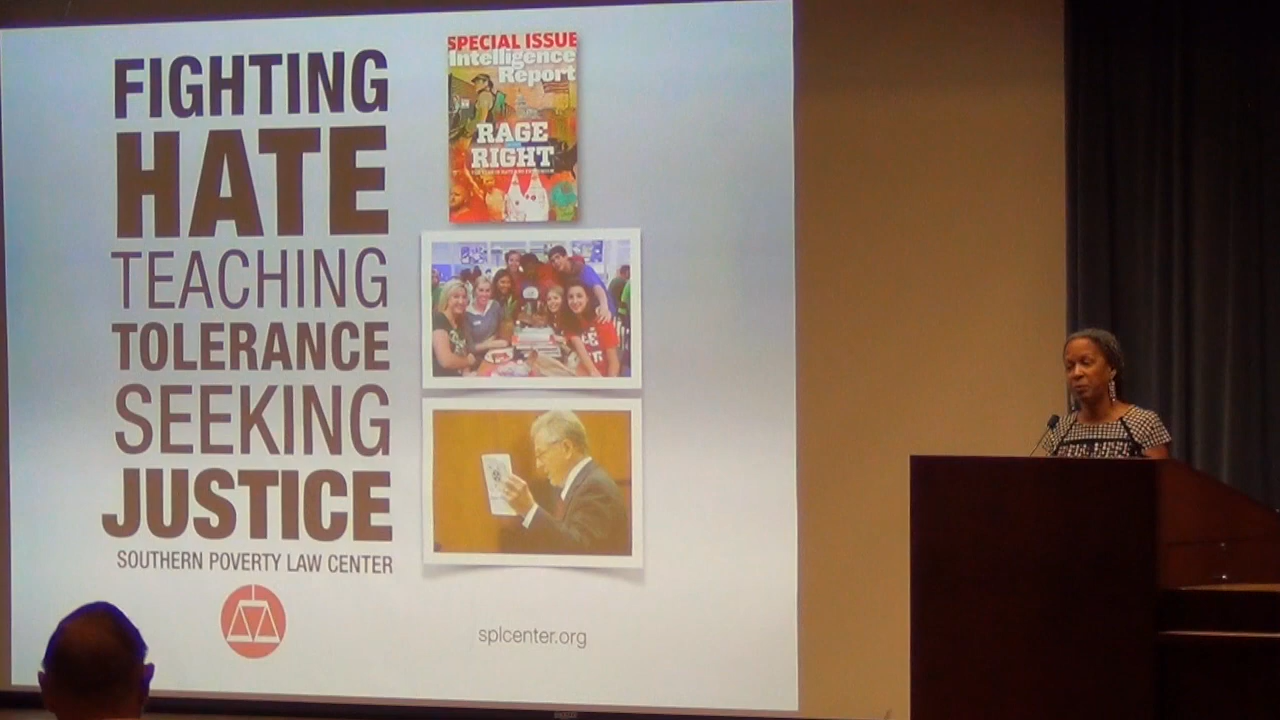 FIGHTING
HATE
TEACHING
TOLERANCE
SEEKING
JUSTICE
SOUTHERN POVERTY LAW CENTER
SPECIAL ISSUE
Intelligence
Report
RAGE
RIGHT
splcenter.org